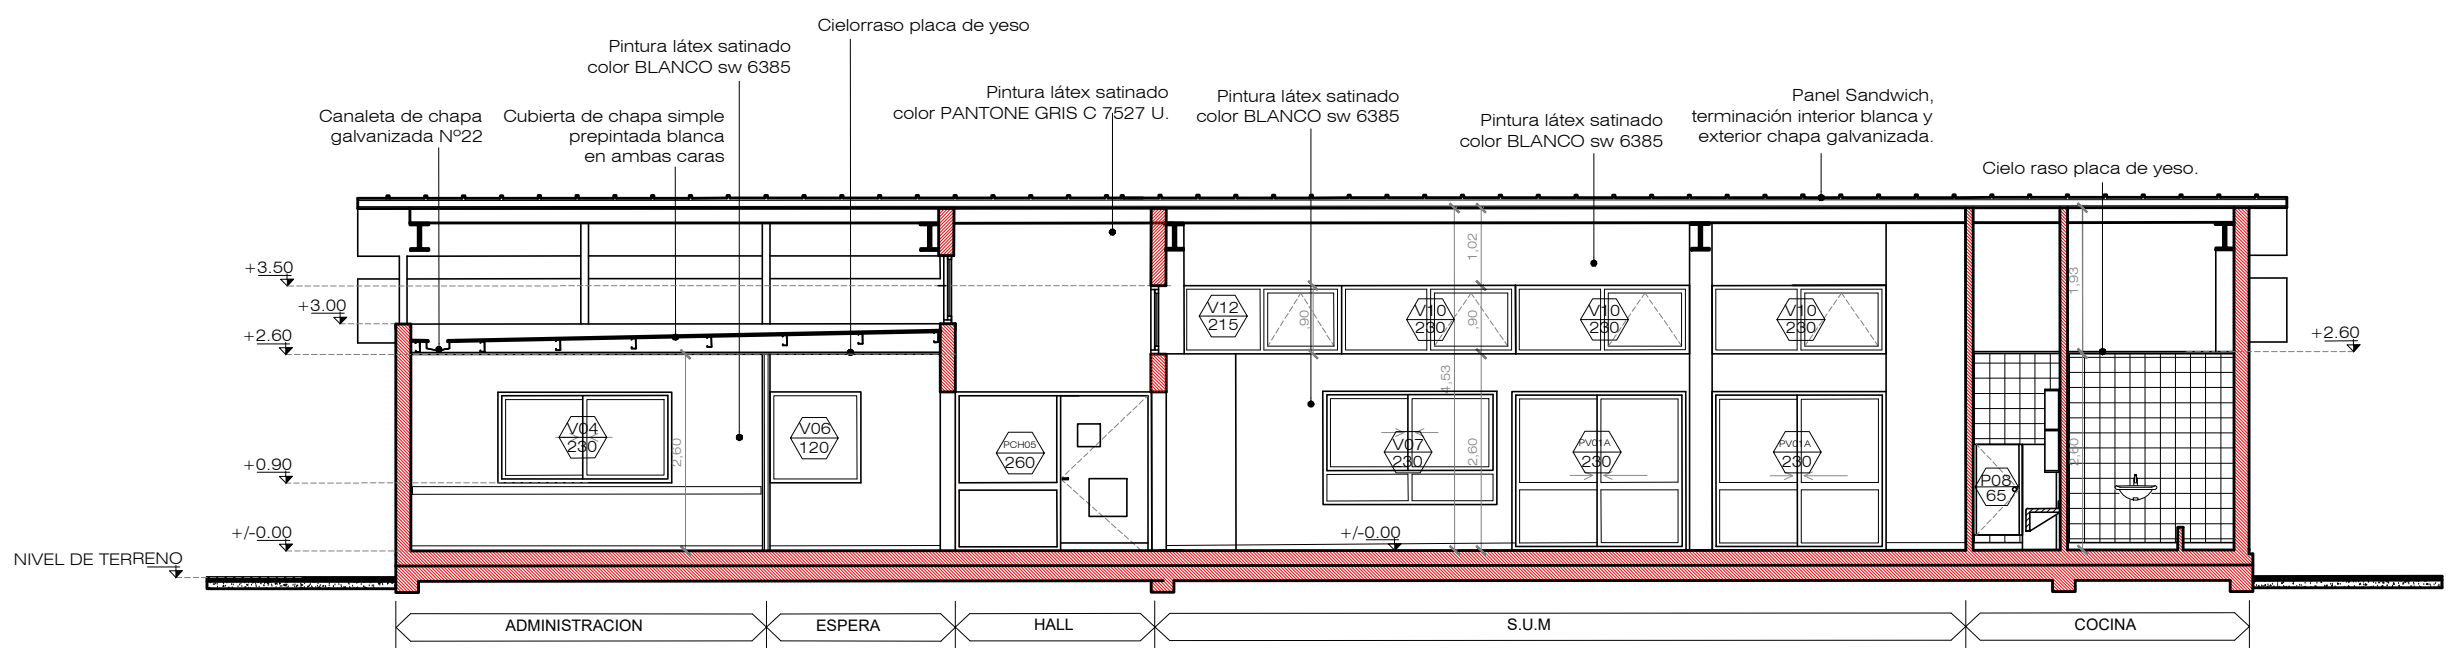 Cielorraso placa de yeso
Pintura látex satinado
color BLANCO sw 6385
Canaleta de chapa
galvanizada Nº22
Cubierta de chapa simple
prepintada blanca
en ambas caras
Pintura látex satinado
color PANTONE GRIS C 7527 U.
Pintura látex satinado
color BLANCO sw 6385
Pintura látex satinado
color BLANCO sw 6385
Panel Sandwich,
terminación interior blanca y
exterior chapa galvanizada.
Cielo raso placa de yeso.
+3.50
+3.00
+2.60
+0.90
+/-0.00
NIVEL DE TERRENO
V04
230
2,60
V06
120
PCH05
260
V12
215
,90
V10
230
,90
V10
230
V10
230
1,02
4,53
2,60
V07
230
PV01A
230
PV01A
230
+/-0.00
P08
65
1,93
2,60
+2.60
ADMINISTRACION
ESPERA
HALL
S.U.M
COCINA